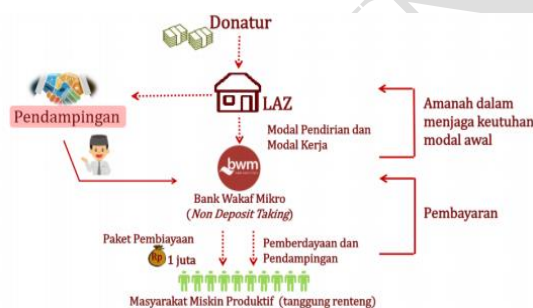 Donatur
LAZ
Pendampingan
Modal Pendirian dan
Modal Kerja
Amanah dalam
menjaga keutuhan
modal awal
bwm
Bank Wakaf Mikro
(Non Deposit Taking)
Pembayaran
Paket Pembiayaan
Rp 1 juta
Pemberdayaan dan
Pendampingan
Masyarakat Miskin Produktif (tanggung renteng)